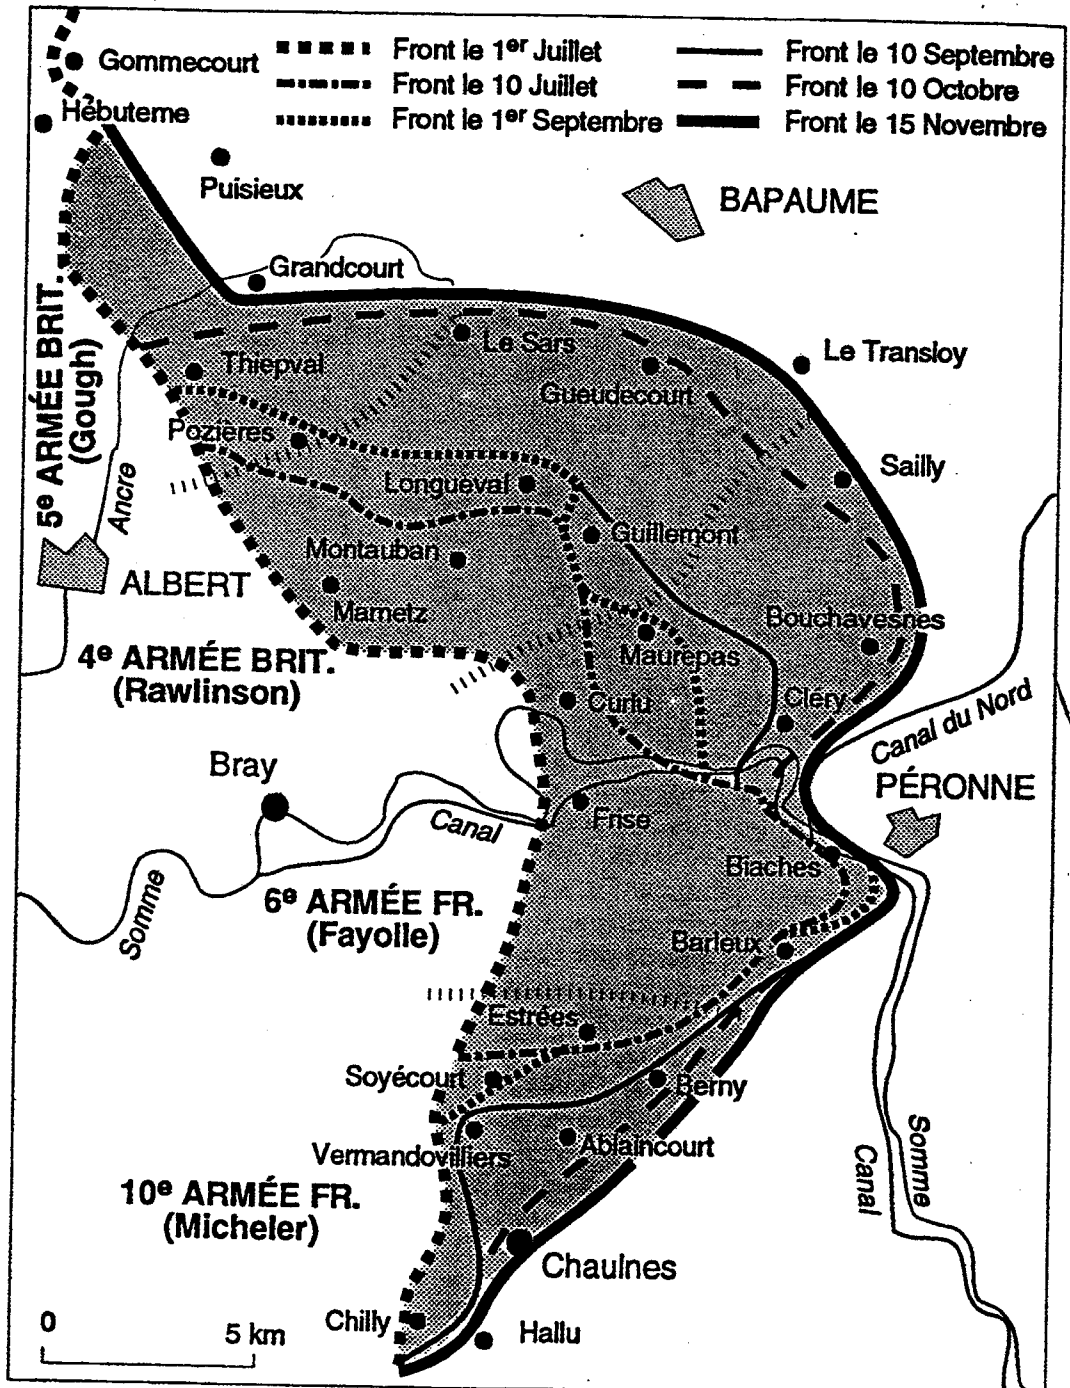 Front le 1er Juillet
Front le 10 Juillet
Front le 1er Septembre
Front le 10 Septembre
Front le 10 Octobre
Front le 15 Novembre
Gommecourt
Hébuterne
Puisieux
BAPAUME
Grandcourt
Le Sars
Thiepval
Gueudecourt
Le Transloy
5e ARMÉE BRIT.
(Gough)
Pozières
Ancre
Longueval
Sailly
Guillemont
Montauban
ALBERT
Mametz
Bouchavesnes
Maurepas
4e ARMÉE BRIT.
(Rawlinson)
Curlu
Cléry
Canal du Nord
Bray
PÉRONNE
Canal
Frise
Biaches
Somme
6e ARMÉE FR.
(Fayolle)
Barleux
Estrées
Soyécourt
Berny
Vermandovilliers
Ablaincourt
Somme
Canal
10e ARMÉE FR.
(Micheler)
Chaulnes
Chilly
Hallu
0
5 km